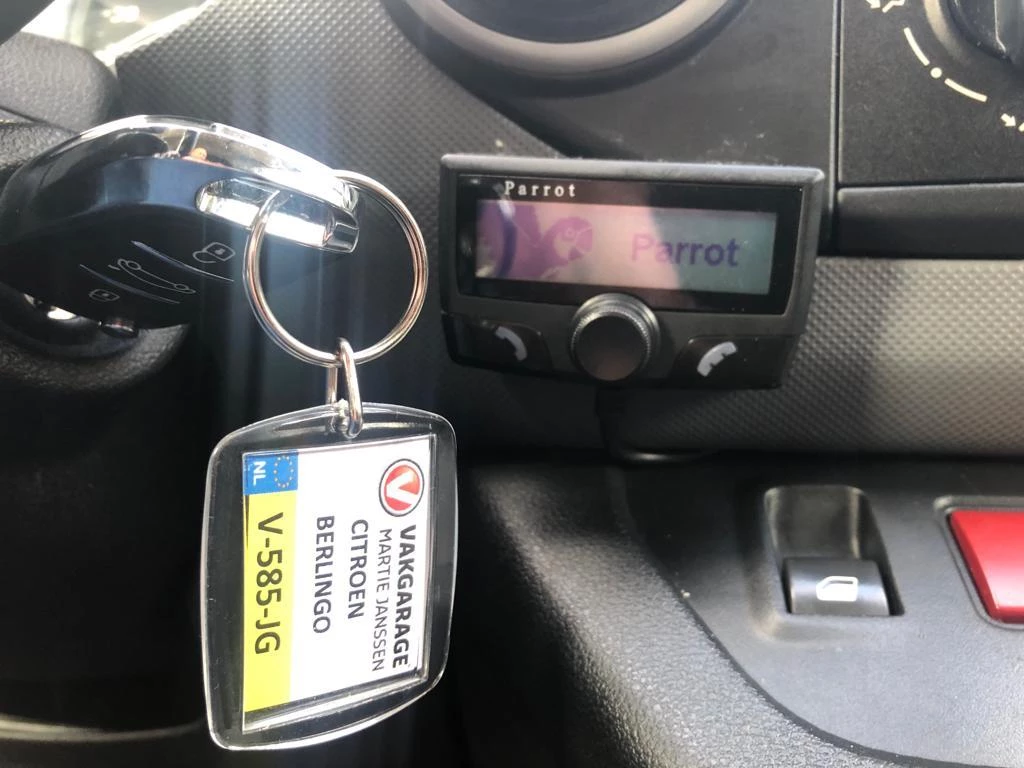 Parrot
Parrot
VAKGARAGE
MARTIE JANSSEN
CITROEN
BERLINGO
NL
V-585-JG